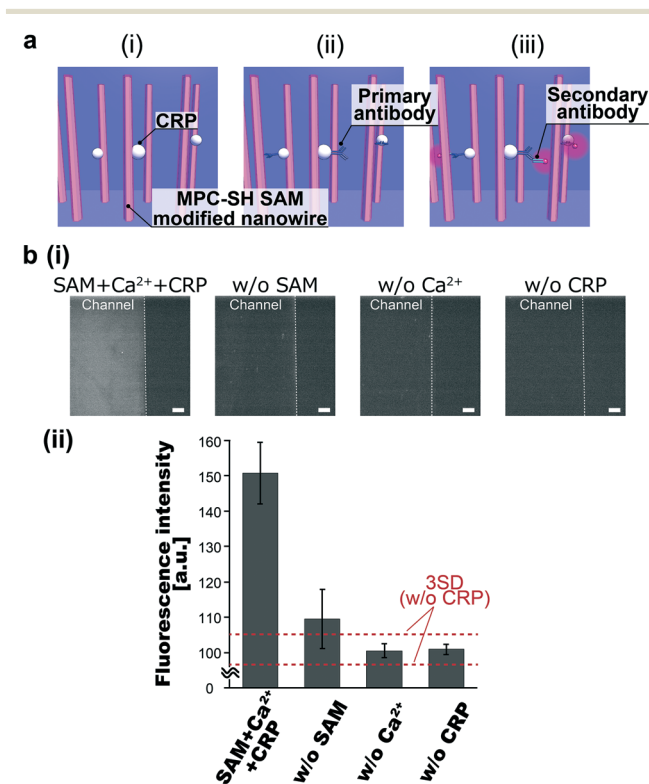 a
(i) (ii) (iii)
CRP
Primary
antibody
Secondary
antibody
MPC-SH SAM
modified nanowire
b (i)
SAM+Ca²⁺+CRP w/o SAM w/o Ca²⁺ w/o CRP
Channel Channel Channel Channel
(ii)
Fluorescence intensity
[a.u.]
160
150
140
130
120
110
100
0
3SD
(w/o CRP)
SAM+Ca²⁺
+CRP
w/o SAM
w/o Ca²⁺
w/o CRP